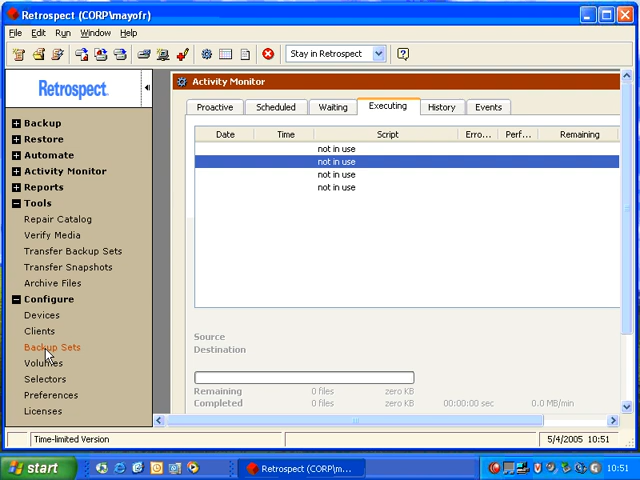 Retrospect (CORP\mayofr)
File Edit Run Window Help
Stay in Retrospect
Retrospect.
Activity Monitor
Backup
Restore
Automate
Activity Monitor
Reports
Tools
Repair Catalog
Verify Media
Transfer Backup Sets
Transfer Snapshots
Archive Files
Configure
Devices
Clients
Backup Sets
Volumes
Selectors
Preferences
Licenses
Proactive Scheduled Waiting Executing History Events
Date Time Script Erro... Perf... Remaining
not in use
not in use
not in use
not in use
Source
Destination
Remaining 0 files zero KB
Completed 0 files zero KB 00:00:00 sec 0.0 MB/min
Time-limited Version 5/4/2005 10:51
start Retrospect (CORP\m... 10:51